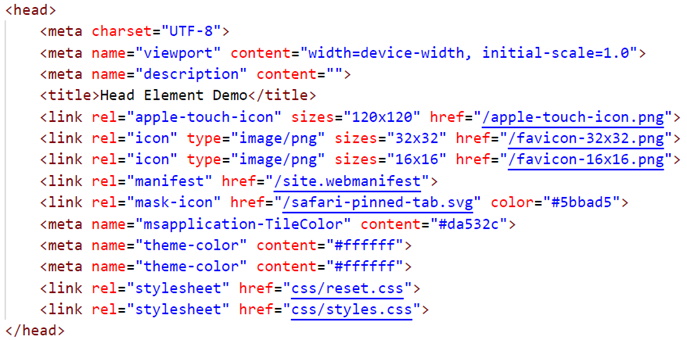 <head>
<meta charset="UTF-8">
<meta name="viewport" content="width=device-width, initial-scale=1.0">
<meta name="description" content="">
<title>Head Element Demo</title>
<link rel="apple-touch-icon" sizes="120x120" href="/apple-touch-icon.png">
<link rel="icon" type="image/png" sizes="32x32" href="/favicon-32x32.png">
<link rel="icon" type="image/png" sizes="16x16" href="/favicon-16x16.png">
<link rel="manifest" href="/site.webmanifest">
<link rel="mask-icon" href="/safari-pinned-tab.svg" color="#5bbad5">
<meta name="msapplication-TileColor" content="#da532c">
<meta name="theme-color" content="#ffffff">
<meta name="theme-color" content="#ffffff">
<link rel="stylesheet" href="css/reset.css">
<link rel="stylesheet" href="css/styles.css">
</head>